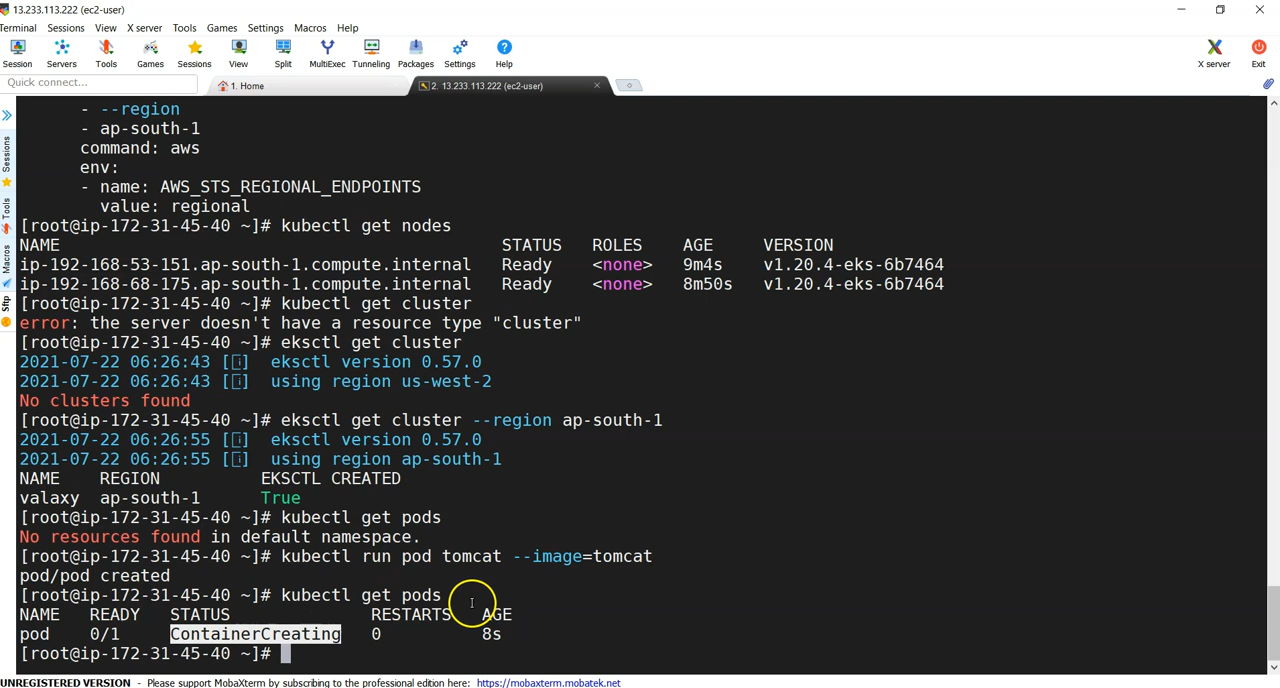 13.233.113.222 (ec2-user)
Terminal Sessions View X server Tools Games Settings Macros Help
Session Servers Tools Games Sessions View Split MultiExec Tunneling Packages Settings Help X server Exit
Quick connect... 1. Home 2. 13.233.113.222 (ec2-user)
Sessions
Tools
Macros
Sftp
- --region
- ap-south-1
command: aws
env:
- name: AWS_STS_REGIONAL_ENDPOINTS
value: regional
[root@ip-172-31-45-40 ~]# kubectl get nodes
NAME STATUS ROLES AGE VERSION
ip-192-168-53-151.ap-south-1.compute.internal Ready <none> 9m4s v1.20.4-eks-6b7464
ip-192-168-68-175.ap-south-1.compute.internal Ready <none> 8m50s v1.20.4-eks-6b7464
[root@ip-172-31-45-40 ~]# kubectl get cluster
error: the server doesn't have a resource type "cluster"
[root@ip-172-31-45-40 ~]# eksctl get cluster
2021-07-22 06:26:43 [i] eksctl version 0.57.0
2021-07-22 06:26:43 [i] using region us-west-2
No clusters found
[root@ip-172-31-45-40 ~]# eksctl get cluster --region ap-south-1
2021-07-22 06:26:55 [i] eksctl version 0.57.0
2021-07-22 06:26:55 [i] using region ap-south-1
NAME REGION EKSCTL CREATED
valaxy ap-south-1 True
[root@ip-172-31-45-40 ~]# kubectl get pods
No resources found in default namespace.
[root@ip-172-31-45-40 ~]# kubectl run pod tomcat --image=tomcat
pod/pod created
[root@ip-172-31-45-40 ~]# kubectl get pods
NAME READY STATUS RESTARTS AGE
pod 0/1 ContainerCreating 0 8s
[root@ip-172-31-45-40 ~]#
UNREGISTERED VERSION - Please support MobaXterm by subscribing to the professional edition here: https://mobaxterm.mobatek.net